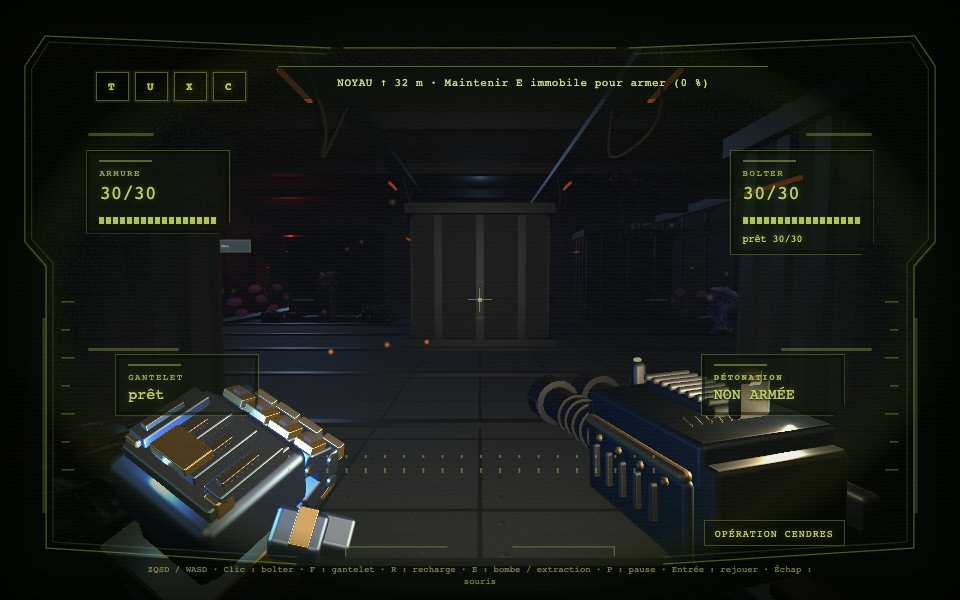 T U X C
NOYAU ↑ 32 m · Maintenir E immobile pour armer (0 %)
ARMURE
30/30
BOLTER
30/30
prêt 30/30
GANTELET
prêt
DÉTONATION
NON ARMÉE
OPÉRATION CENDRES
ZQSD / WASD · Clic : bolter · F : gantelet · R : recharge · E : bombe / extraction · P : pause · Entrée : rejouer · Échap :
souris